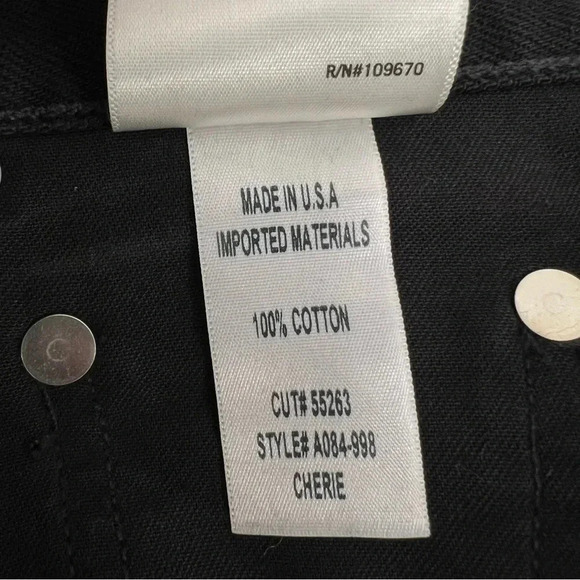 R/N#109670
MADE IN U.S.A
IMPORTED MATERIALS
100% COTTON
CUT# 55263
STYLE# A084-998
CHERIE
C
C